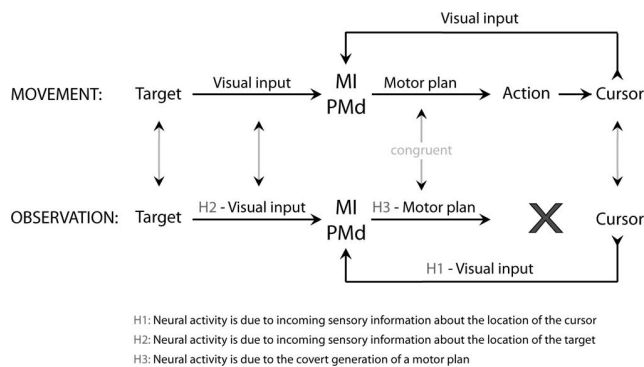 Visual input
MOVEMENT: Target Visual input MI PMd Motor plan Action Cursor
congruent
OBSERVATION: Target H2 - Visual input MI PMd H3 - Motor plan X Cursor
H1 - Visual input
H1: Neural activity is due to incoming sensory information about the location of the cursor
H2: Neural activity is due to incoming sensory information about the location of the target
H3: Neural activity is due to the covert generation of a motor plan